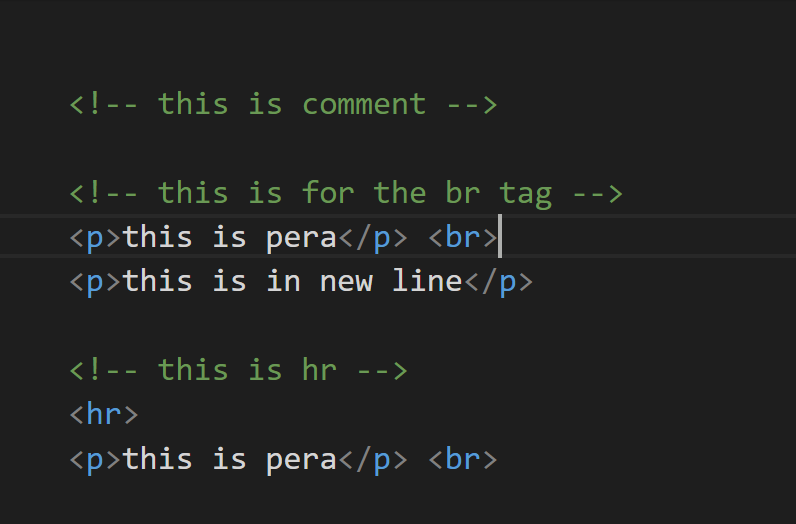 <!-- this is comment -->
<!-- this is for the br tag -->
<p>this is pera</p> <br>
<p>this is in new line</p>
<!-- this is hr -->
<hr>
<p>this is pera</p> <br>